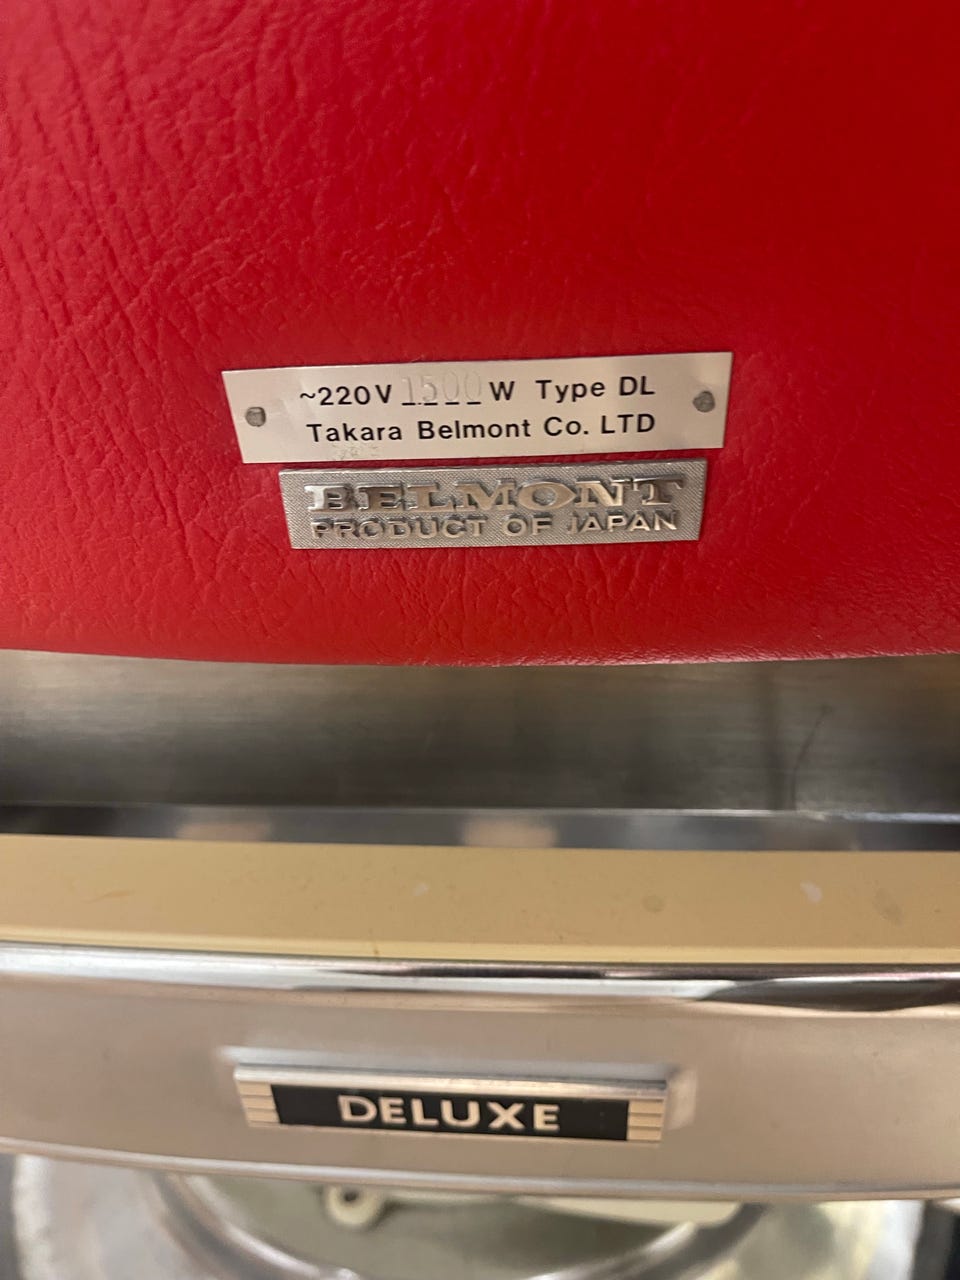 ~220V 1500 W Type DL
Takara Belmont Co. LTD
BELMONT
PRODUCT OF JAPAN
DELUXE